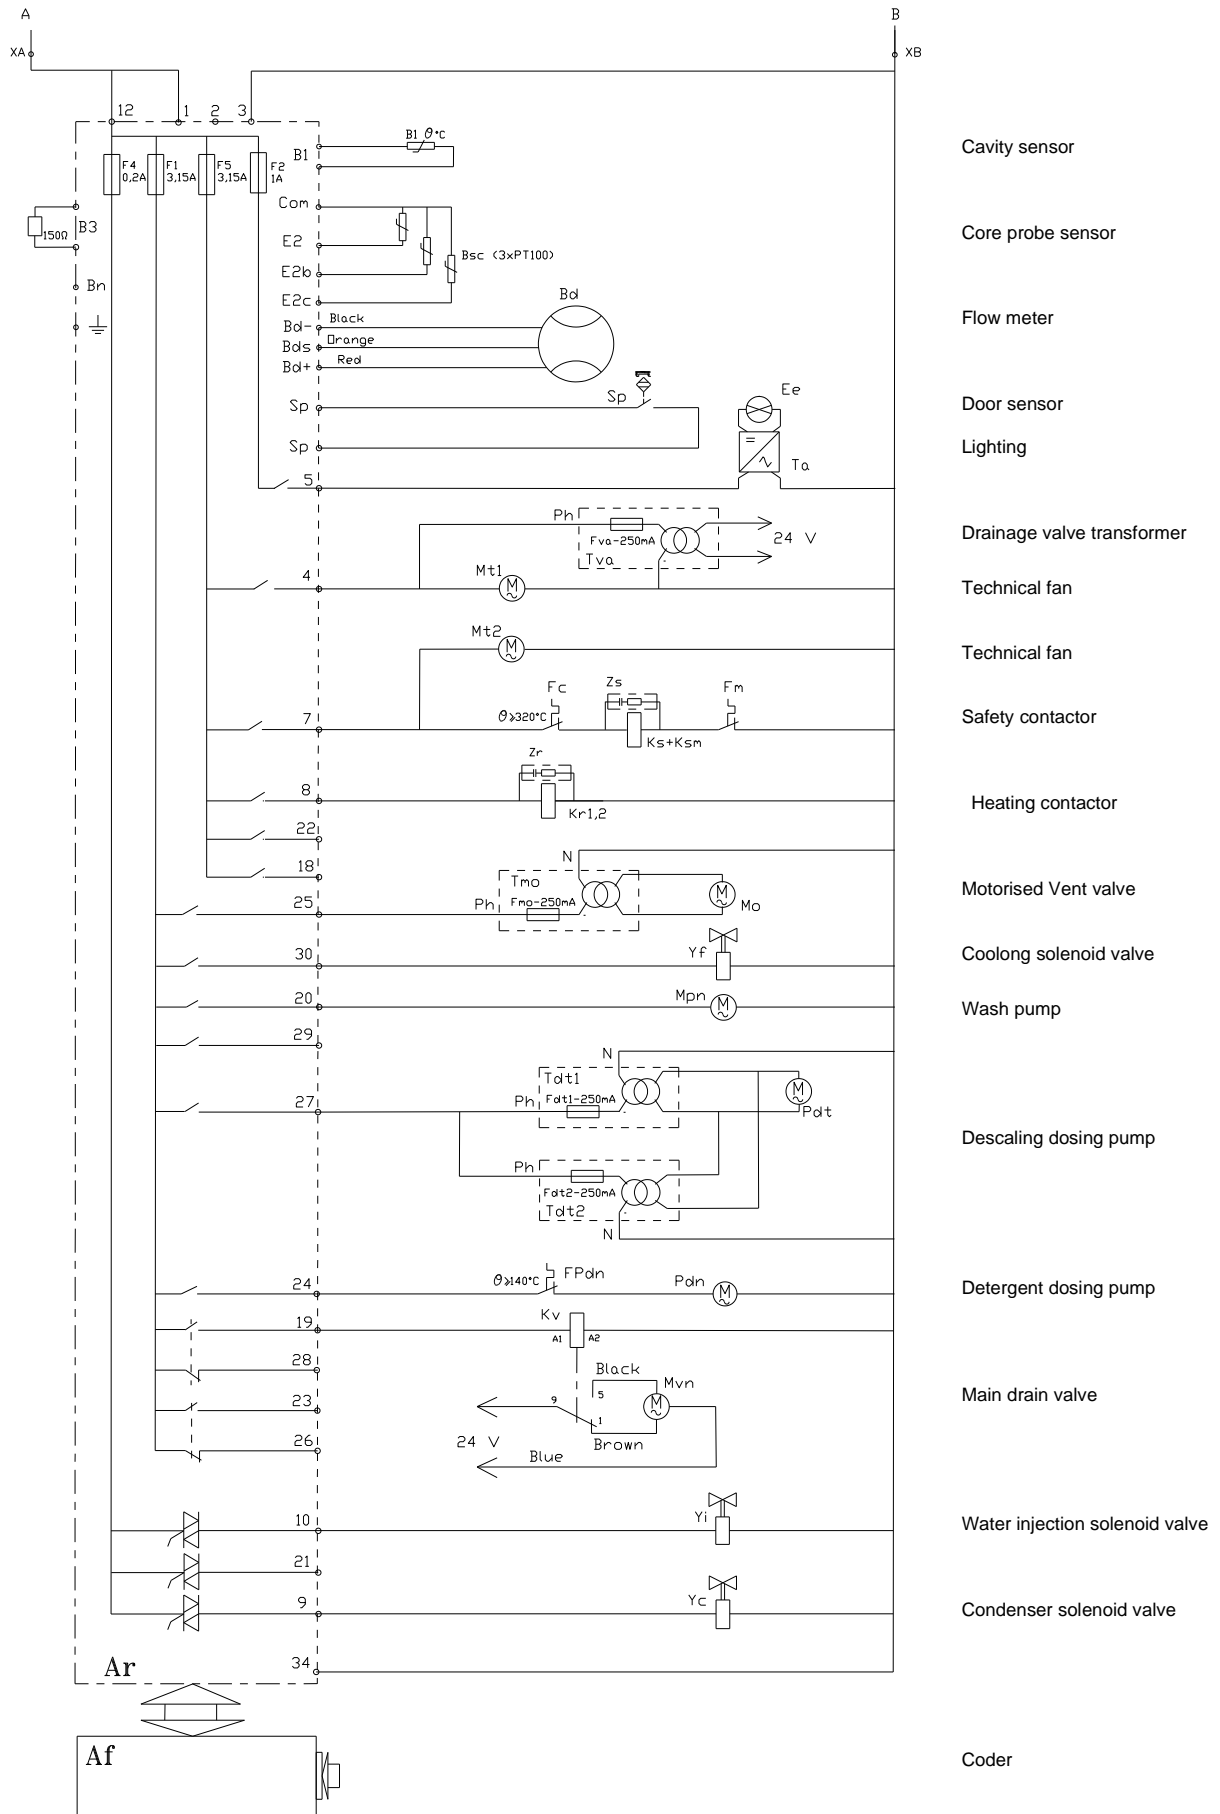 A B
XA XB
12 1 2 3
B1 θ°C
B1 Cavity sensor
F4 F1 F5 F2
0,2A 3,15A 3,15A 1A
Com
B3
150Ω
E2 Core probe sensor
Bsc (3xPT100)
E2b
Bn
E2c Bd
Bd- Black Flow meter
Bds Orange
Bd+ Red
Ee
Sp Sp Door sensor
Sp Lighting
Ta
5
Ph
Fva-250mA 24 V Drainage valve transformer
Tva
4 Mt1 Technical fan
Mt2 Technical fan
Fc Zs Fm
7 θ≥320°C Safety contactor
Ks+Ksm
Zr
8 Heating contactor
Kr1,2
22
N
18
Tmo Motorised Vent valve
25 Ph Fmo-250mA Mo
30 Yf Coolong solenoid valve
20 Mpn Wash pump
29
N
Tdt1
27 Ph Fdt1-250mA Pdt
Descaling dosing pump
Ph
Fdt2-250mA
Tdt2
N
24 θ≥140°C FPdn Pdn Detergent dosing pump
19 Kv
A1 A2
28 Black
Mvn
9 5 Main drain valve
23
1
26 24 V Brown
Blue
10 Yi Water injection solenoid valve
21
9 Yc Condenser solenoid valve
34
Ar
Af Coder